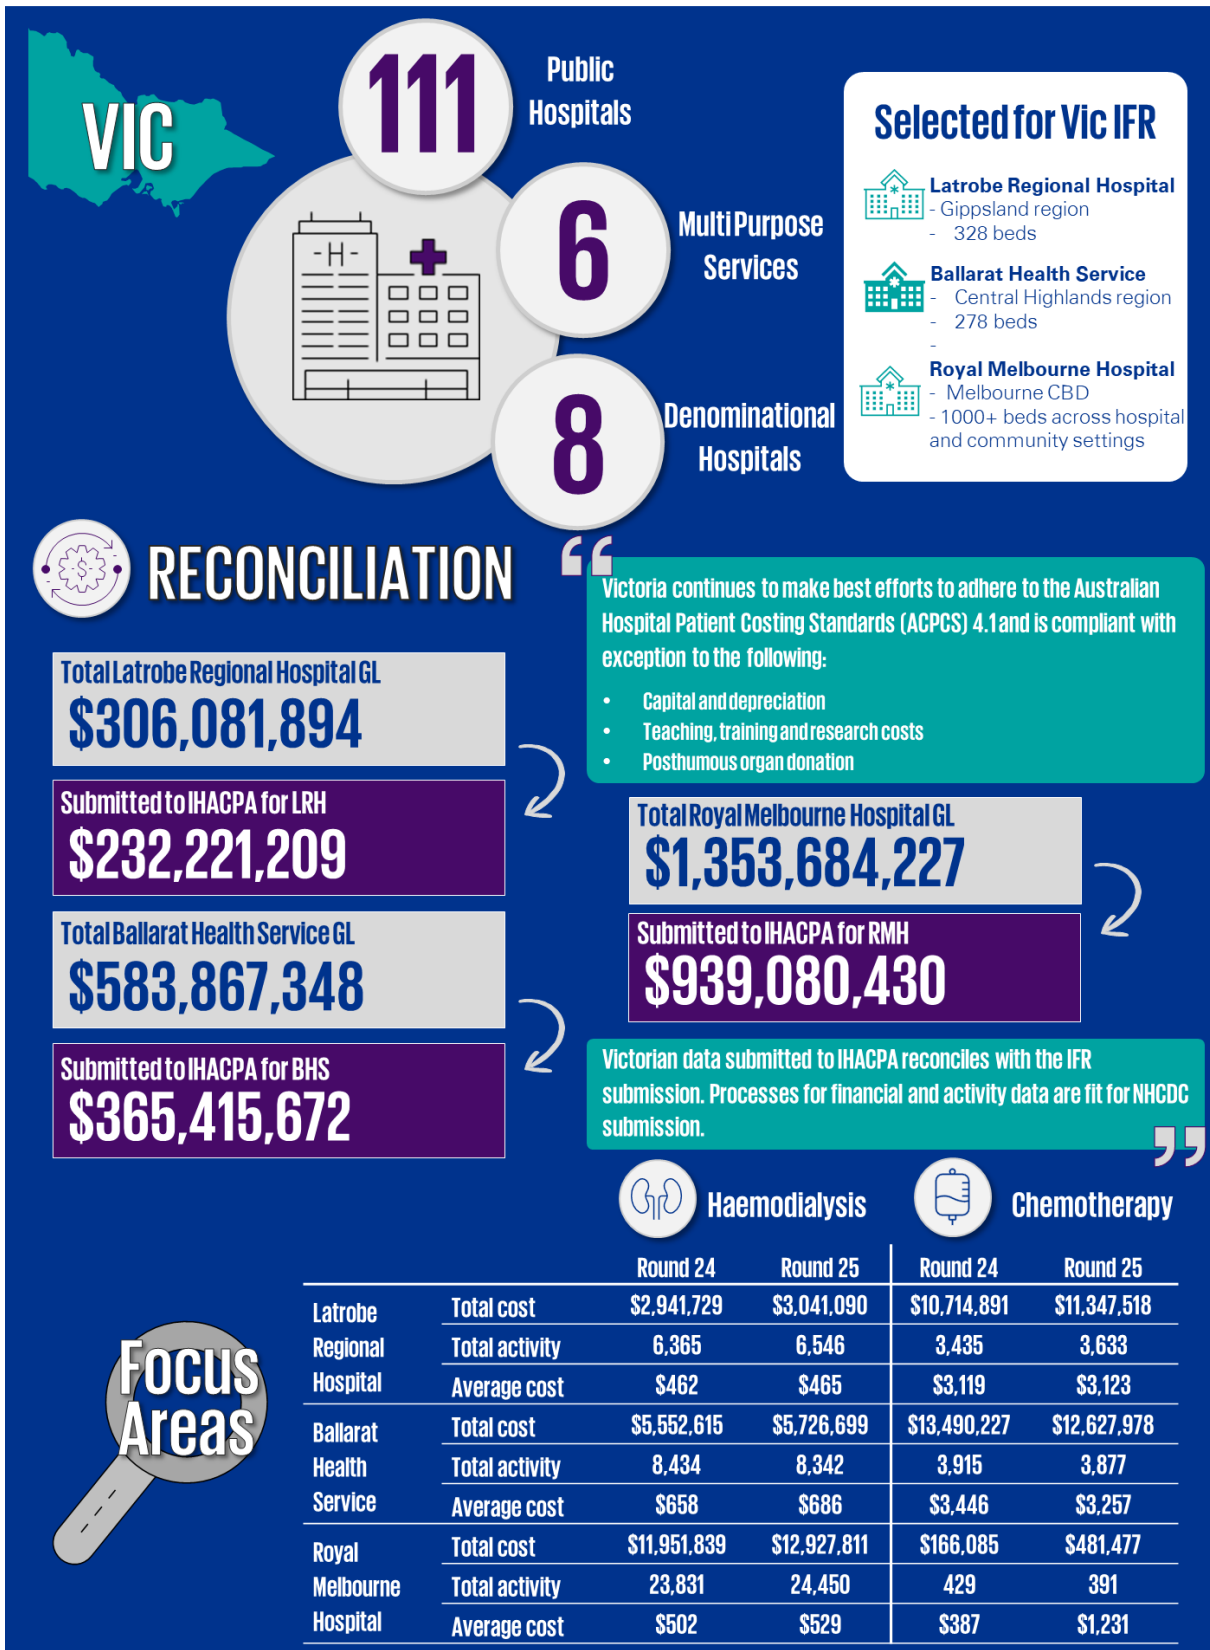 VIC
111
Public
Hospitals
6
Multi Purpose
Services
8
Denominational
Hospitals
-H-
Selected for Vic IFR
Latrobe Regional Hospital
- Gippsland region
- 328 beds
Ballarat Health Service
- Central Highlands region
- 278 beds
-
Royal Melbourne Hospital
- Melbourne CBD
- 1000+ beds across hospital
and community settings
$
RECONCILIATION
Total Latrobe Regional Hospital GL
$306,081,894
Submitted to IHACPA for LRH
$232,221,209
Total Ballarat Health Service GL
$583,867,348
Submitted to IHACPA for BHS
$365,415,672
“
Victoria continues to make best efforts to adhere to the Australian
Hospital Patient Costing Standards (ACPCS) 4.1 and is compliant with
exception to the following:
• Capital and depreciation
• Teaching, training and research costs
• Posthumous organ donation
Total Royal Melbourne Hospital GL
$1,353,684,227
Submitted to IHACPA for RMH
$939,080,430
Victorian data submitted to IHACPA reconciles with the IFR
submission. Processes for financial and activity data are fit for NHCDC
submission.
”
Focus
Areas
Haemodialysis Chemotherapy
Round 24 Round 25 Round 24 Round 25
Latrobe
Regional
Hospital
Total cost $2,941,729 $3,041,090 $10,714,891 $11,347,518
Total activity 6,365 6,546 3,435 3,633
Average cost $462 $465 $3,119 $3,123
Ballarat
Health
Service
Total cost $5,552,615 $5,726,699 $13,490,227 $12,627,978
Total activity 8,434 8,342 3,915 3,877
Average cost $658 $686 $3,446 $3,257
Royal
Melbourne
Hospital
Total cost $11,951,839 $12,927,811 $166,085 $481,477
Total activity 23,831 24,450 429 391
Average cost $502 $529 $387 $1,231